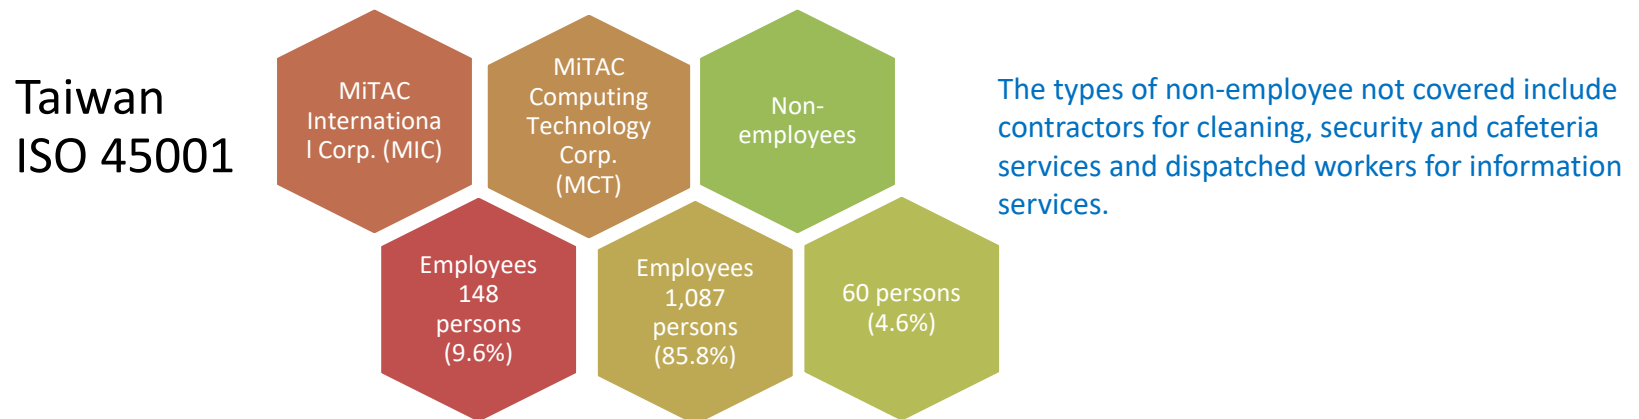 Taiwan
ISO 45001
MiTAC
Internationa
l Corp. (MIC)
MiTAC
Computing
Technology
Corp.
(MCT)
Non-
employees
The types of non-employee not covered include
contractors for cleaning, security and cafeteria
services and dispatched workers for information
services.
Employees
148
persons
(9.6%)
Employees
1,087
persons
(85.8%)
60 persons
(4.6%)